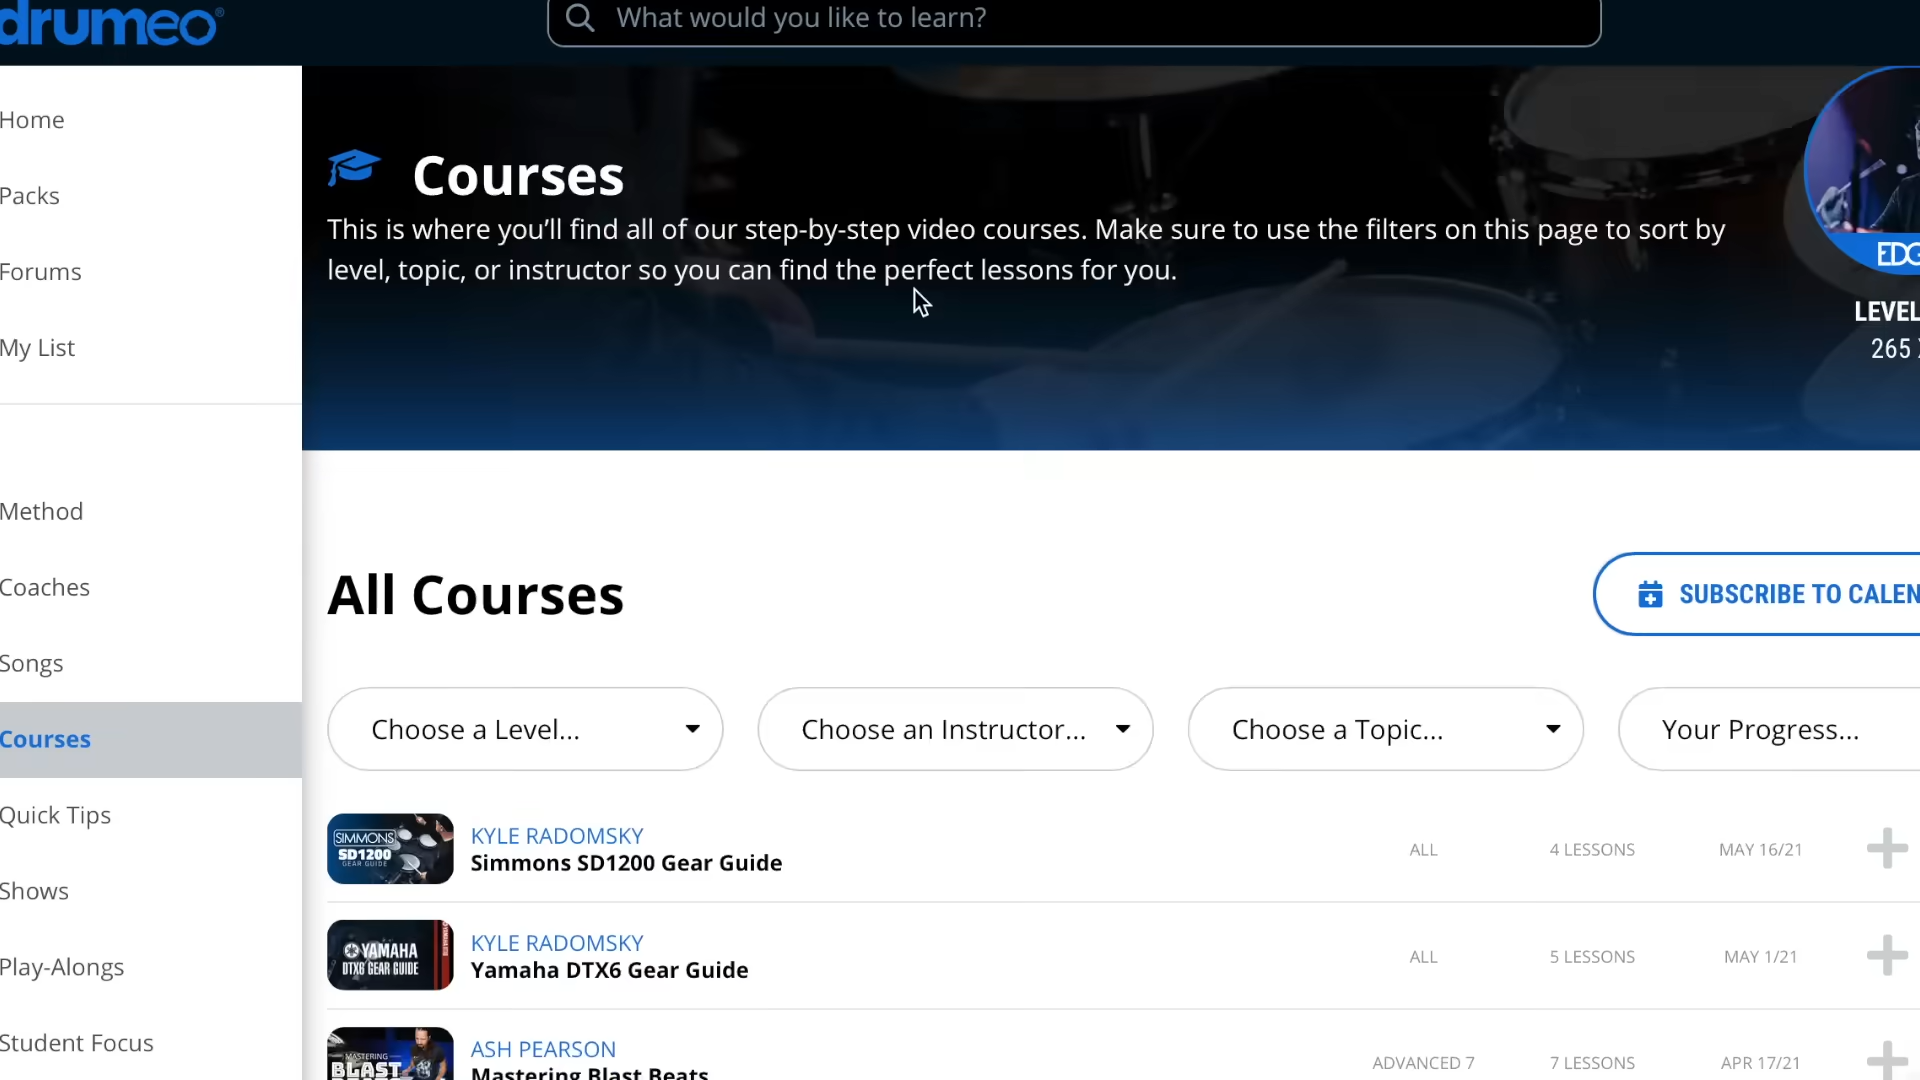 drumeo®
What would you like to learn?
Home
Packs
Forums
My List
Method
Coaches
Songs
Courses
Quick Tips
Shows
Play-Alongs
Student Focus
Courses
This is where you’ll find all of our step-by-step video courses. Make sure to use the filters on this page to sort by
level, topic, or instructor so you can find the perfect lessons for you.
EDG
LEVEL
265
All Courses
SUBSCRIBE TO CALEN
Choose a Level...
Choose an Instructor...
Choose a Topic...
Your Progress...
SIMMONS
SD1200
GEAR GUIDE
KYLE RADOMSKY
Simmons SD1200 Gear Guide
ALL
4 LESSONS
MAY 16/21
YAMAHA
DTX6 GEAR GUIDE
KYLE RADOMSKY
Yamaha DTX6 Gear Guide
ALL
5 LESSONS
MAY 1/21
MASTERING
BLAST
ASH PEARSON
Mastering Blast Beats
ADVANCED 7
7 LESSONS
APR 17/21